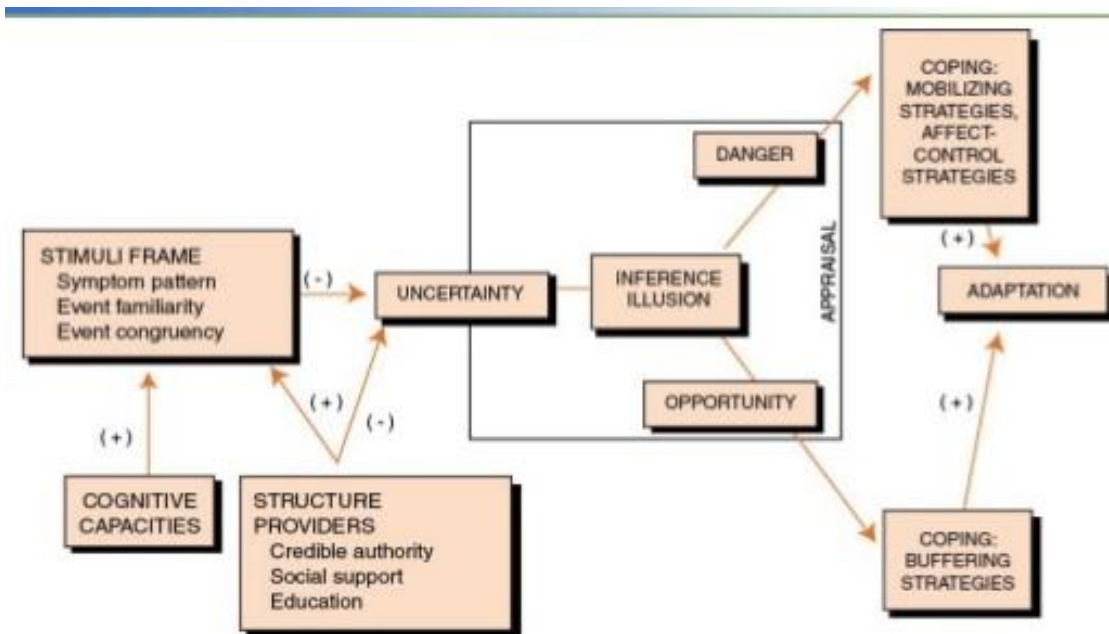 STIMULI FRAME
Symptom pattern
Event familiarity
Event congruency
(-)
(+)
COGNITIVE
CAPACITIES
STRUCTURE
PROVIDERS
Credible authority
Social support
Education
(+)
(-)
UNCERTAINTY
INFERENCE
ILLUSION
DANGER
OPPORTUNITY
APPRAISAL
COPING:
MOBILIZING
STRATEGIES,
AFFECT-
CONTROL
STRATEGIES
(+)
ADAPTATION
(+)
COPING:
BUFFERING
STRATEGIES